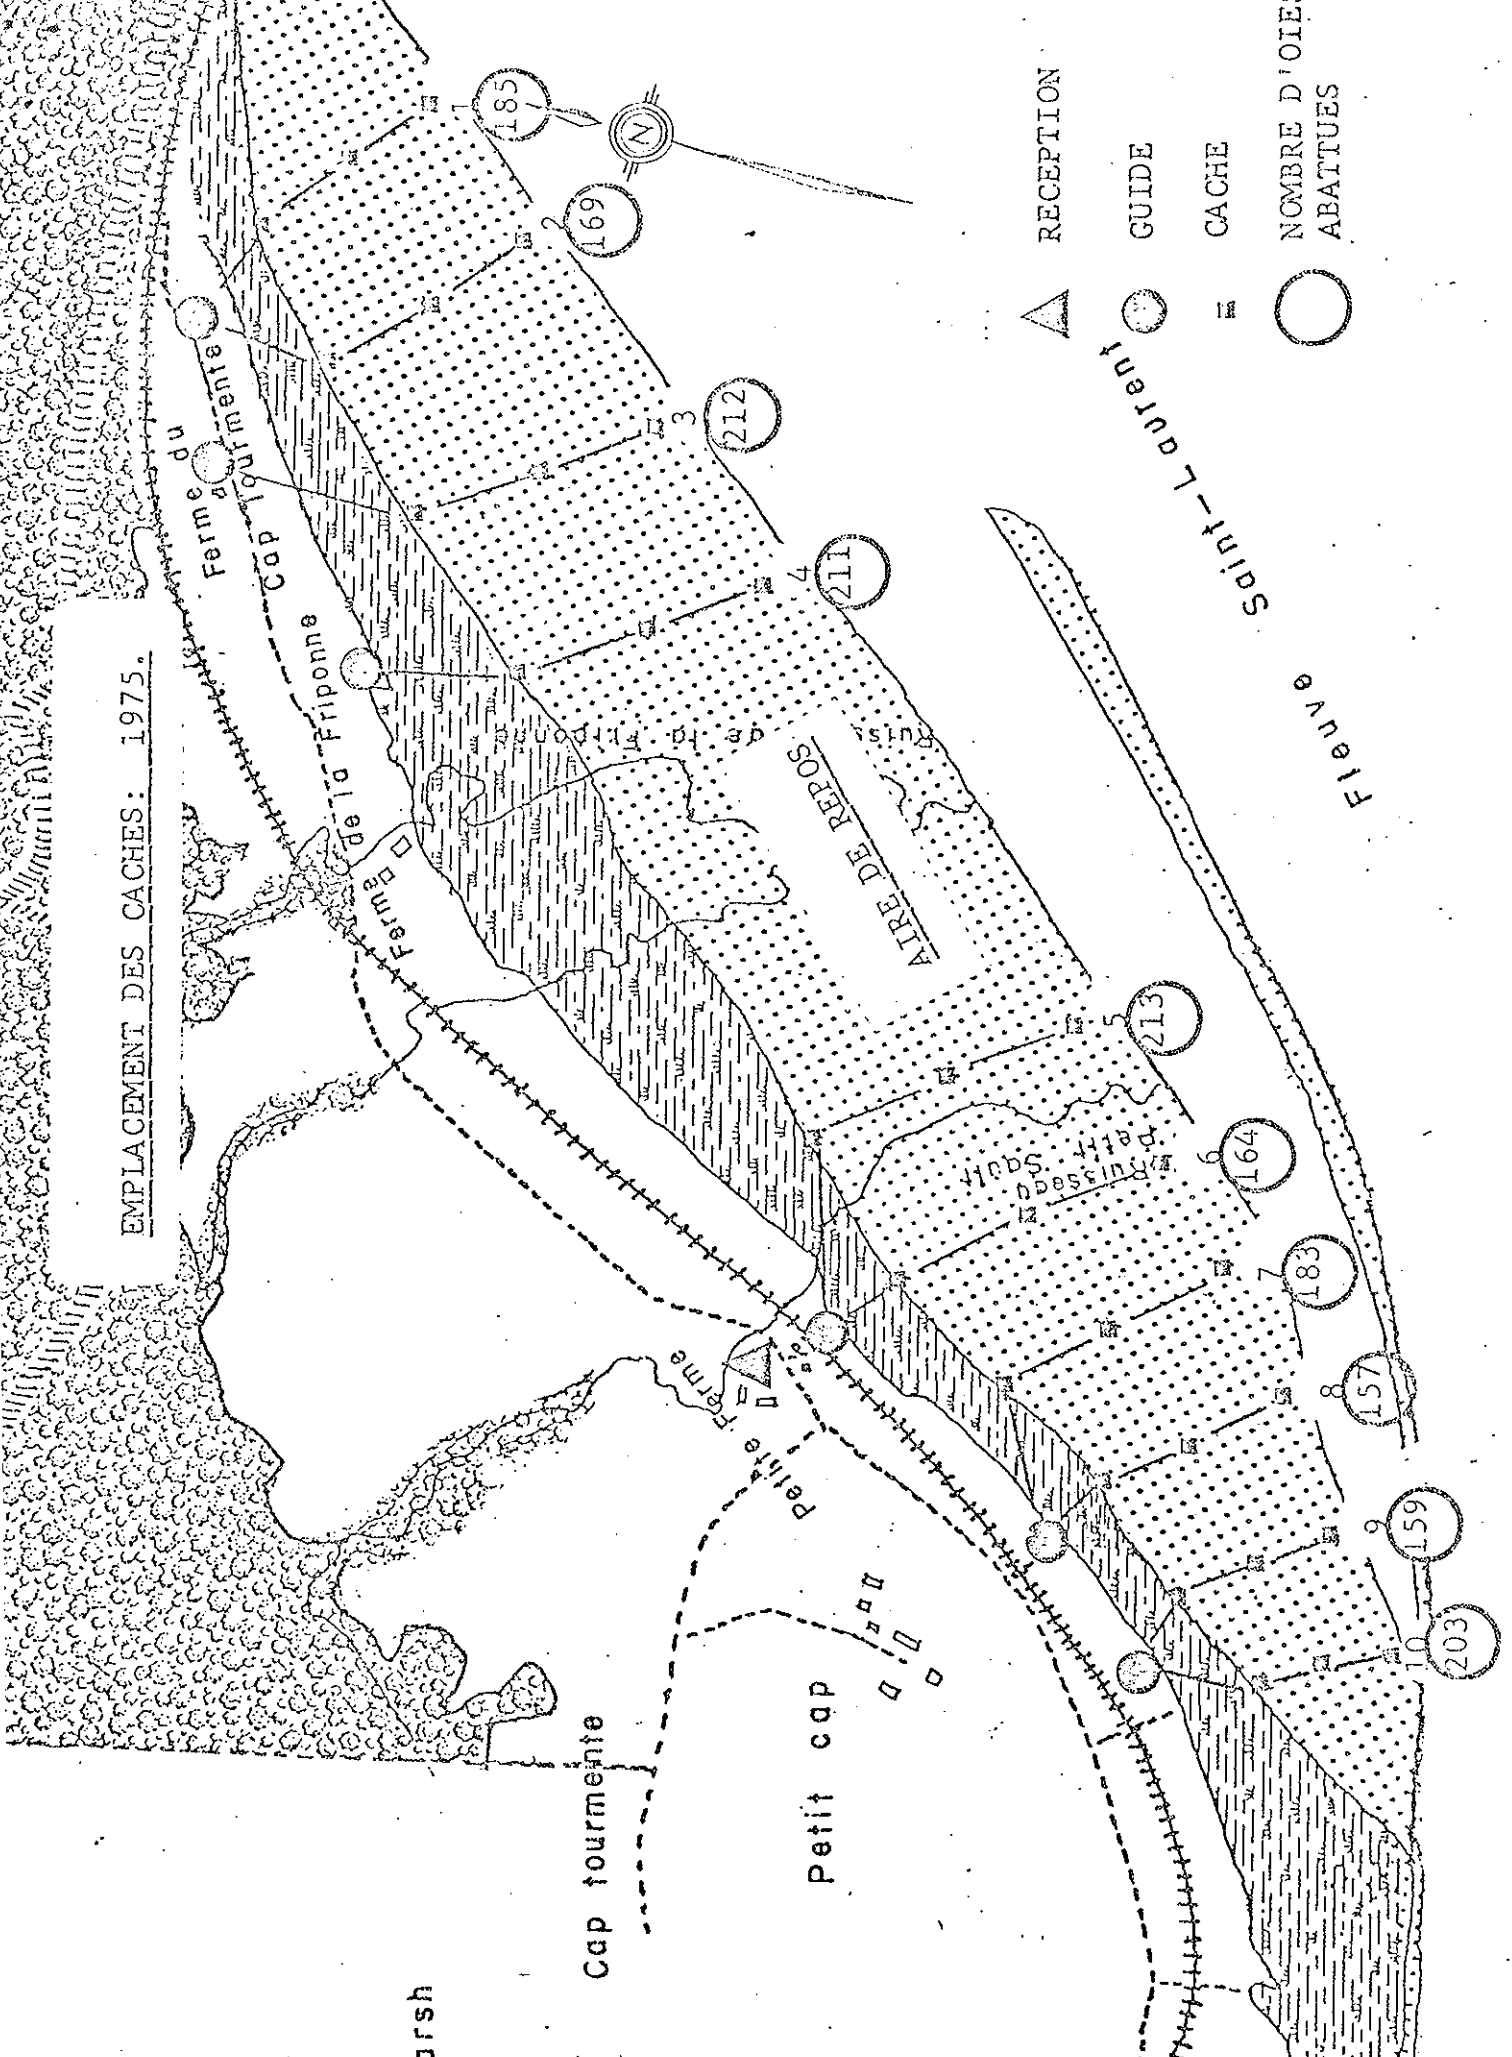 EMPLACEMENT DES CACHES: 1975.
Ferme du
Cap Tourmente
Ferme de la Friponne
Ruiss. de la Friponne
AIRE DE REPOS
Ruisseau
Petit
Sault
Petite Ferme
Cap tourmente
Petit cap
Fleuve Saint-Laurent
N
1
185
2
169
3
212
4
211
5
213
6
164
7
183
8
157
9
159
10
203
RECEPTION
GUIDE
CACHE
NOMBRE D'OIES
ABATTUES